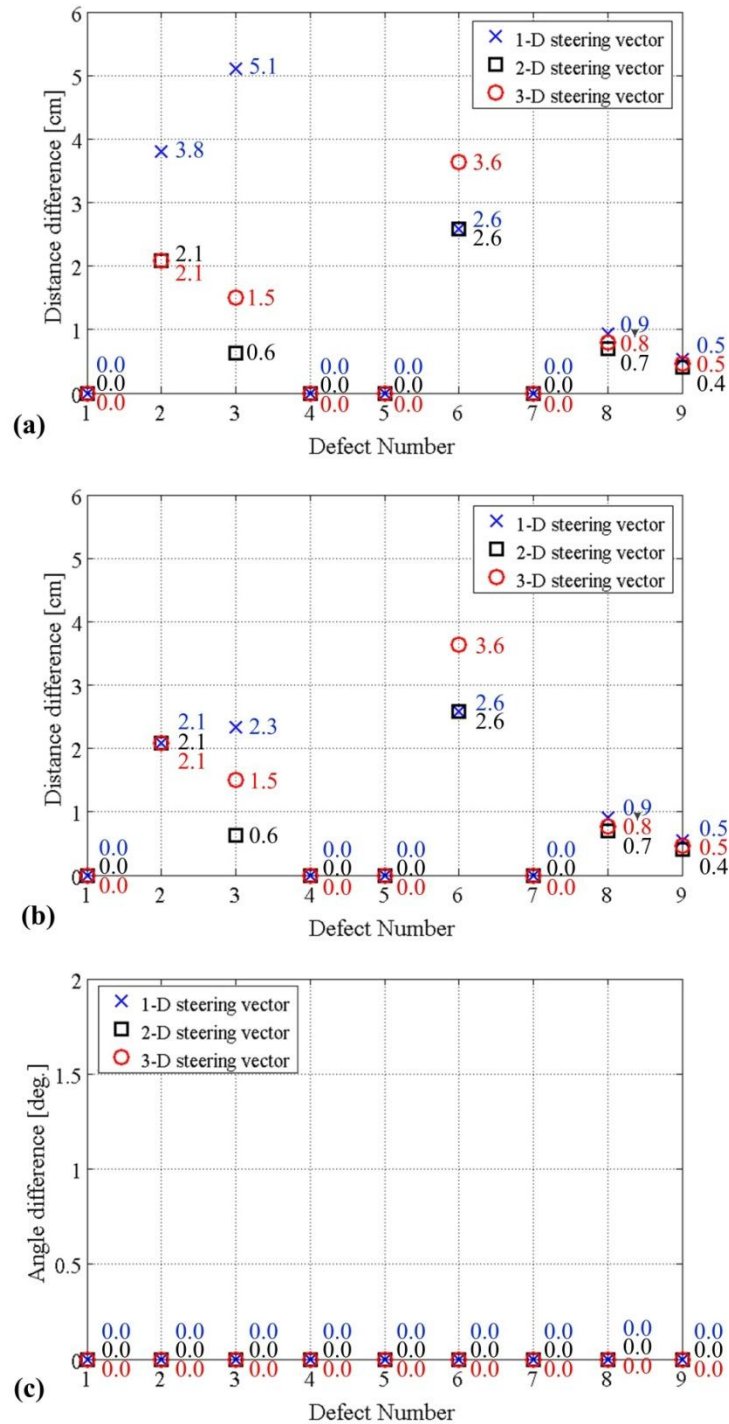 6
1-D steering vector
2-D steering vector
3-D steering vector
5.1
5
4
3.8
3.6
3
2.6
2.6
2.1
2.1
2
1.5
1
0.9
0.8
0.7
0.6
0.5
0.5
0.4
0.0 0.0 0.0 0.0
0.0 0.0 0.0 0.0
0
0.0 0.0 0.0 0.0
1 2 3 4 5 6 7 8 9
Distance difference [cm]
Defect Number
(a)
6
1-D steering vector
2-D steering vector
3-D steering vector
5
4
3.6
3
2.6
2.6
2.3
2.1
2.1
2.1
2
1.5
1
0.9
0.8
0.7
0.6
0.5
0.5
0.4
0.0 0.0 0.0 0.0
0.0 0.0 0.0 0.0
0
0.0 0.0 0.0 0.0
1 2 3 4 5 6 7 8 9
Distance difference [cm]
Defect Number
(b)
2
1-D steering vector
2-D steering vector
3-D steering vector
1.5
1
0.5
0.0 0.0 0.0 0.0 0.0 0.0 0.0 0.0 0.0
0.0 0.0 0.0 0.0 0.0 0.0 0.0 0.0 0.0
0
0.0 0.0 0.0 0.0 0.0 0.0 0.0 0.0 0.0
1 2 3 4 5 6 7 8 9
Angle difference [deg.]
Defect Number
(c)